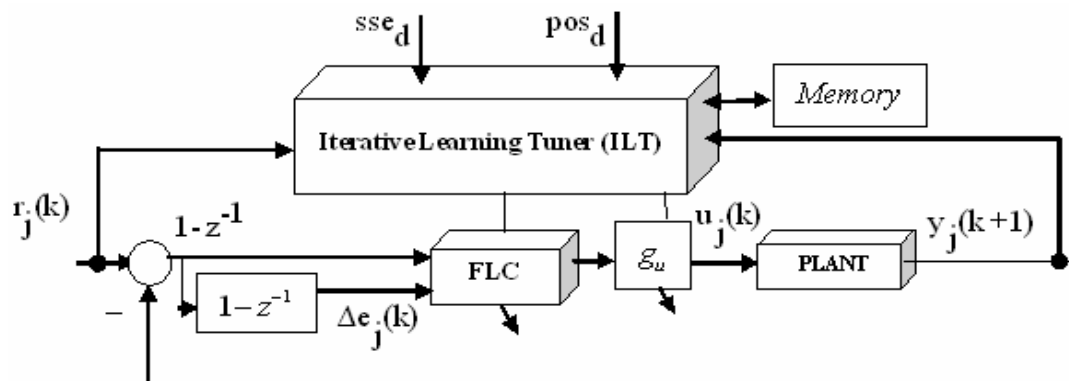 sse_d
pos_d
Memory
Iterative Learning Tuner (ILT)
r_j(k)
1-z^-1
u_j(k)
y_j(k+1)
FLC
g_u
PLANT
−
1-z^-1
Δe_j(k)